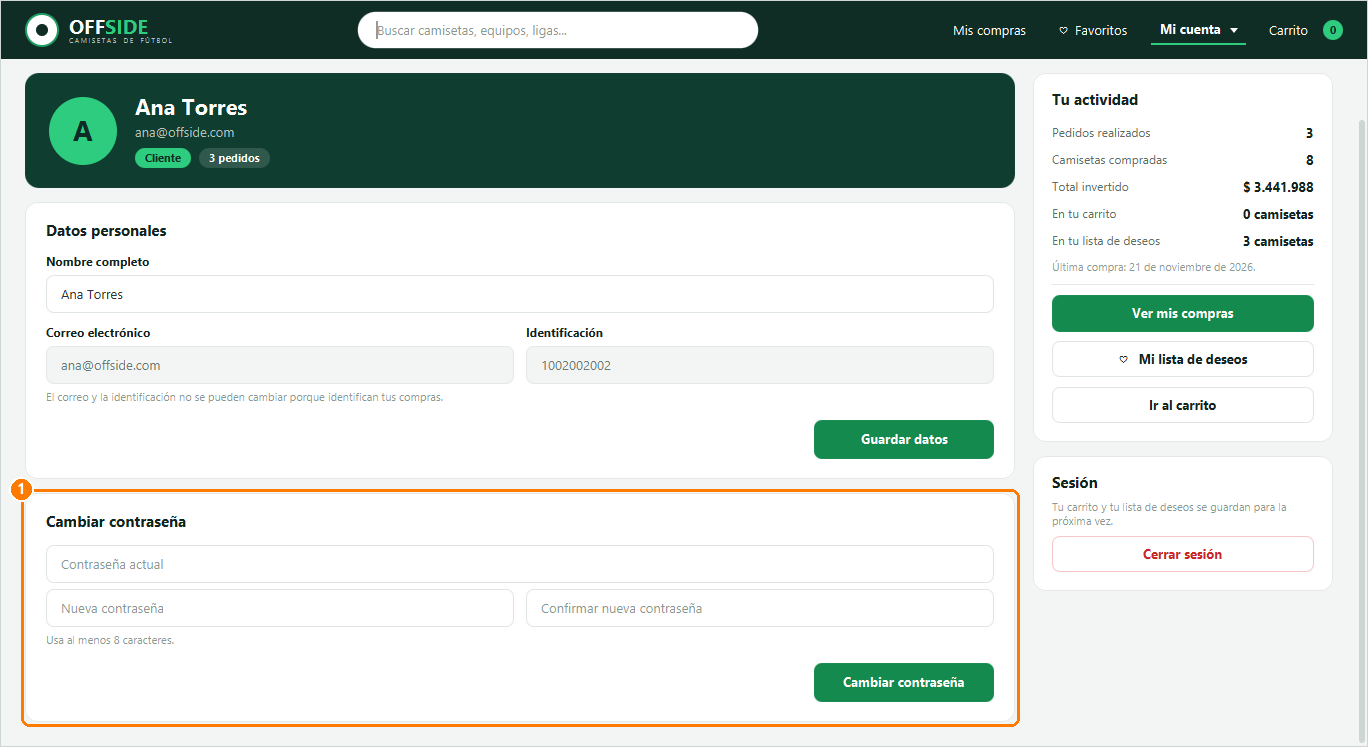 OFFSIDE
CAMISETAS DE FÚTBOL
Buscar camisetas, equipos, ligas...
Mis compras
Favoritos
Mi cuenta
Carrito
0
A
Ana Torres
ana@offside.com
Cliente
3 pedidos
Datos personales
Nombre completo
Ana Torres
Correo electrónico
Identificación
ana@offside.com
1002002002
El correo y la identificación no se pueden cambiar porque identifican tus compras.
Guardar datos
1
Cambiar contraseña
Contraseña actual
Nueva contraseña
Confirmar nueva contraseña
Usa al menos 8 caracteres.
Cambiar contraseña
Tu actividad
Pedidos realizados 3
Camisetas compradas 8
Total invertido $ 3.441.988
En tu carrito 0 camisetas
En tu lista de deseos 3 camisetas
Última compra: 21 de noviembre de 2026.
Ver mis compras
Mi lista de deseos
Ir al carrito
Sesión
Tu carrito y tu lista de deseos se guardan para la
próxima vez.
Cerrar sesión